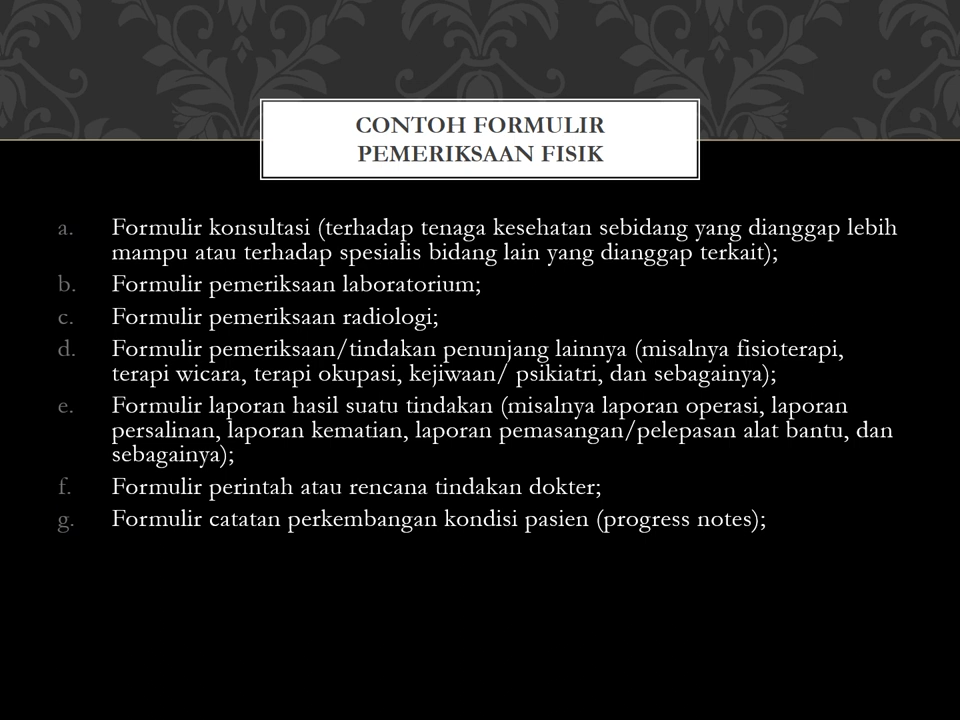 CONTOH FORMULIR
PEMERIKSAAN FISIK
a. Formulir konsultasi (terhadap tenaga kesehatan sebidang yang dianggap lebih
mampu atau terhadap spesialis bidang lain yang dianggap terkait);
b. Formulir pemeriksaan laboratorium;
c. Formulir pemeriksaan radiologi;
d. Formulir pemeriksaan/tindakan penunjang lainnya (misalnya fisioterapi,
terapi wicara, terapi okupasi, kejiwaan/ psikiatri, dan sebagainya);
e. Formulir laporan hasil suatu tindakan (misalnya laporan operasi, laporan
persalinan, laporan kematian, laporan pemasangan/pelepasan alat bantu, dan
sebagainya);
f. Formulir perintah atau rencana tindakan dokter;
g. Formulir catatan perkembangan kondisi pasien (progress notes);